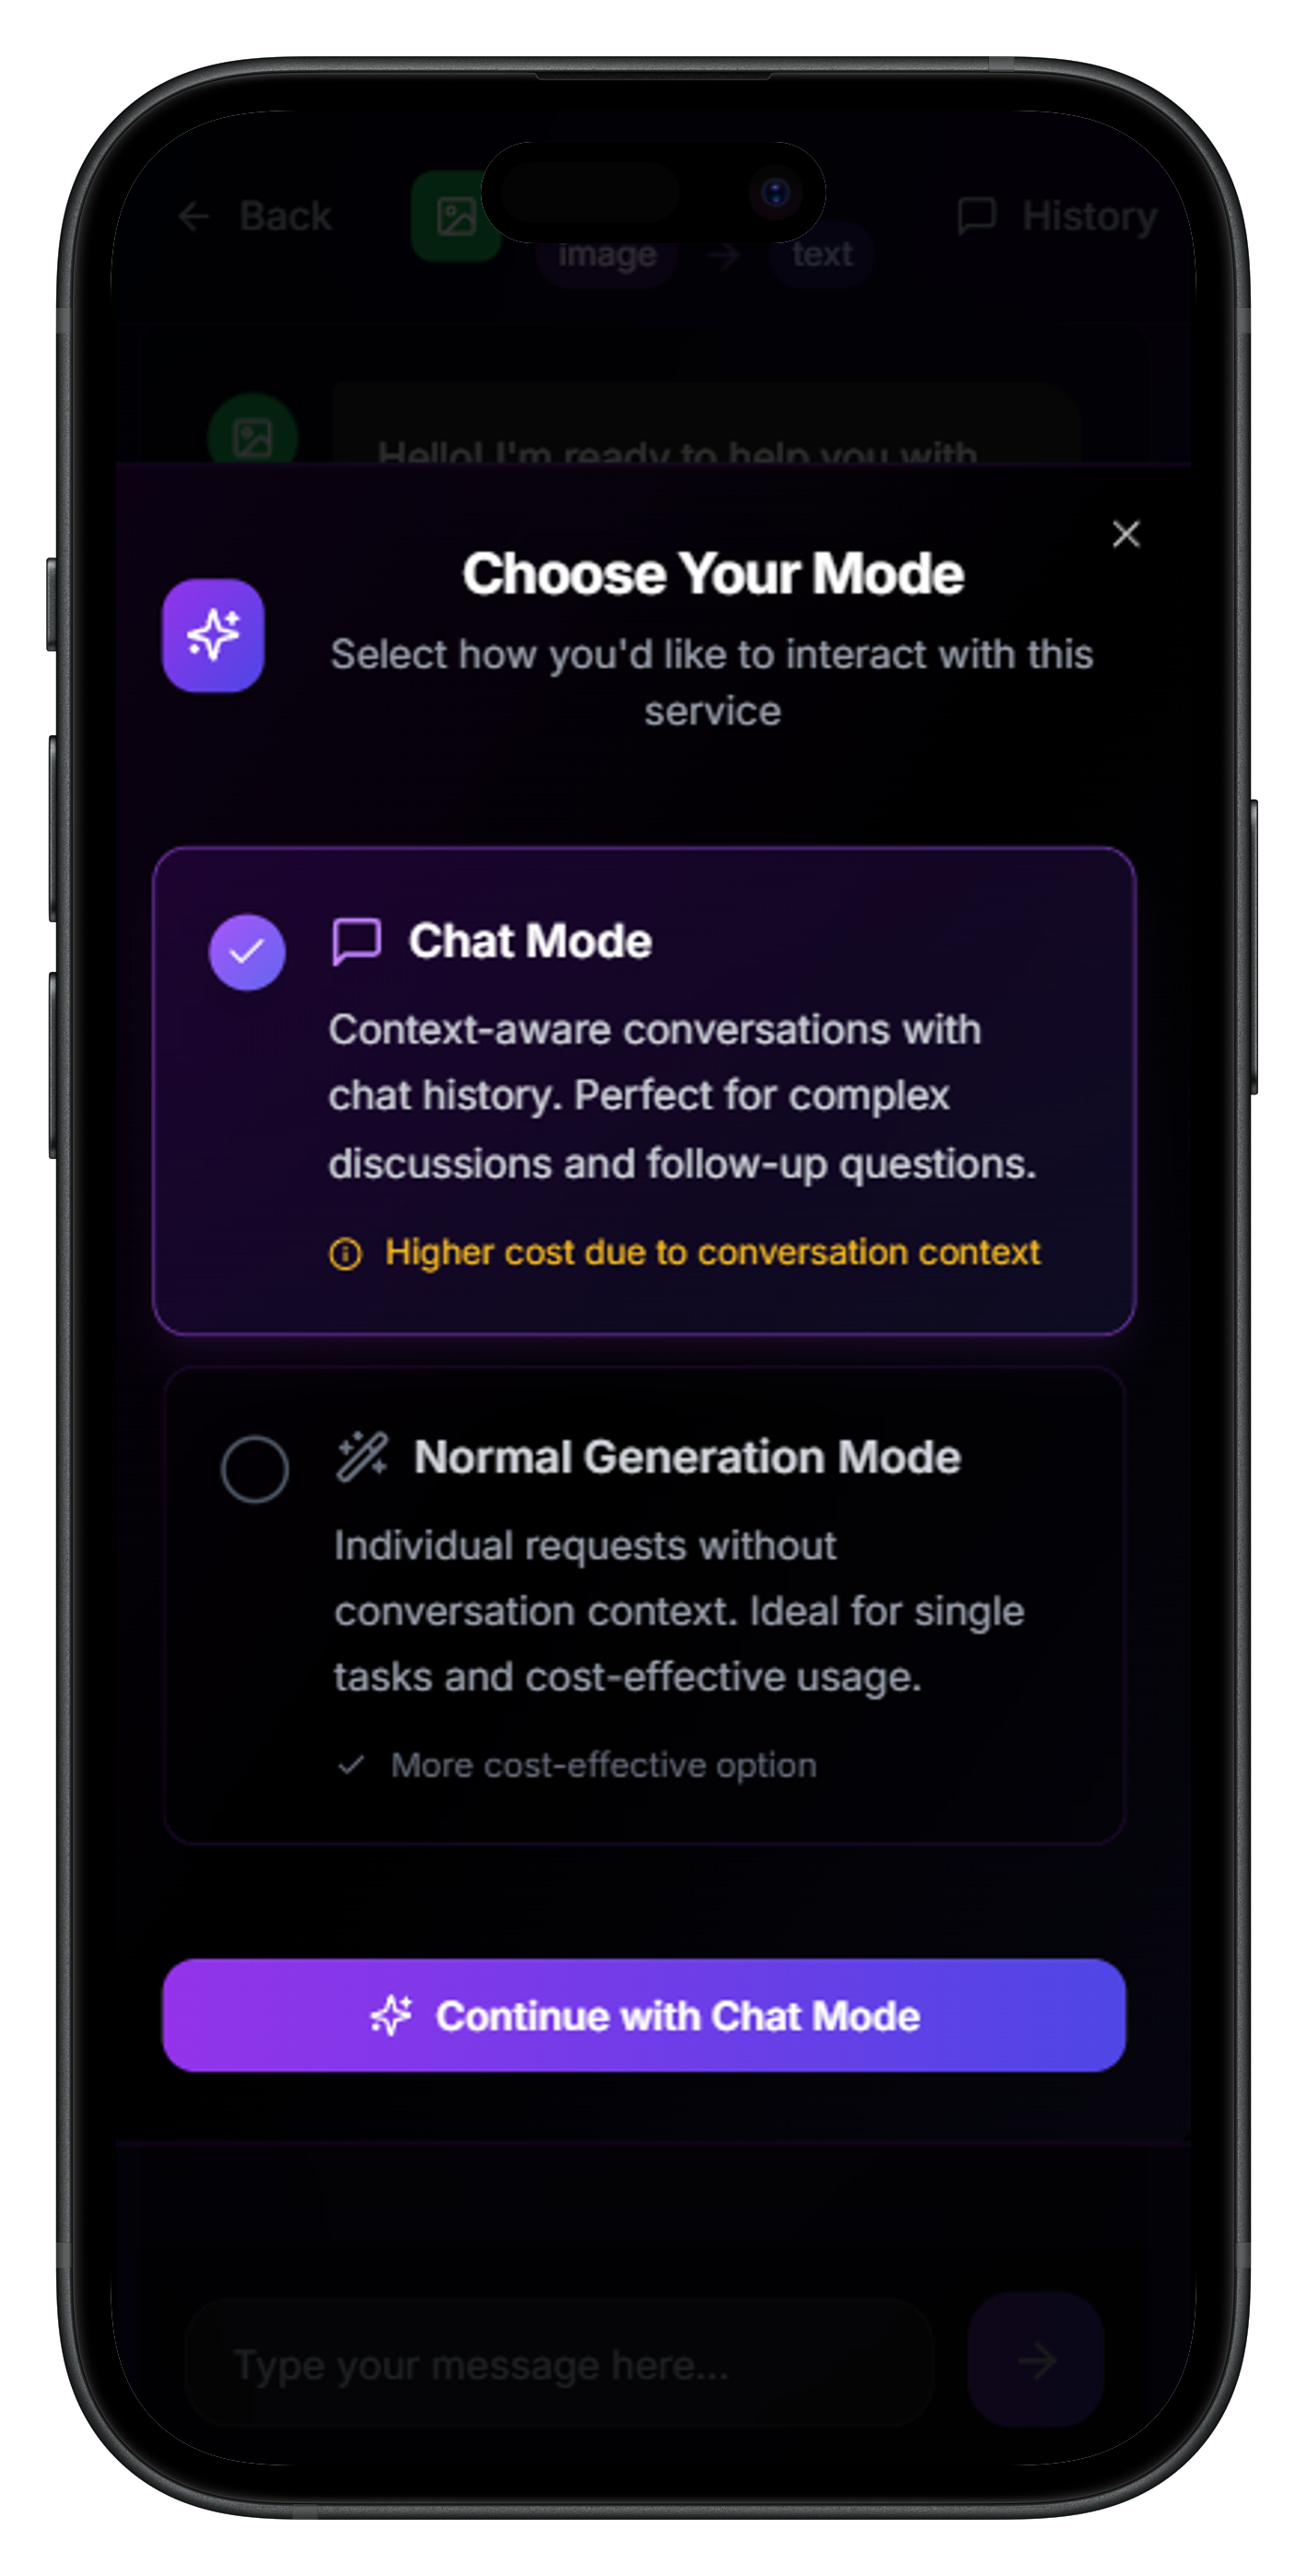 Back
History
image
text
Hello! I'm ready to help you with
Choose Your Mode
Select how you'd like to interact with this
service
Chat Mode
Context-aware conversations with
chat history. Perfect for complex
discussions and follow-up questions.
Higher cost due to conversation context
Normal Generation Mode
Individual requests without
conversation context. Ideal for single
tasks and cost-effective usage.
More cost-effective option
Continue with Chat Mode
Type your message here...